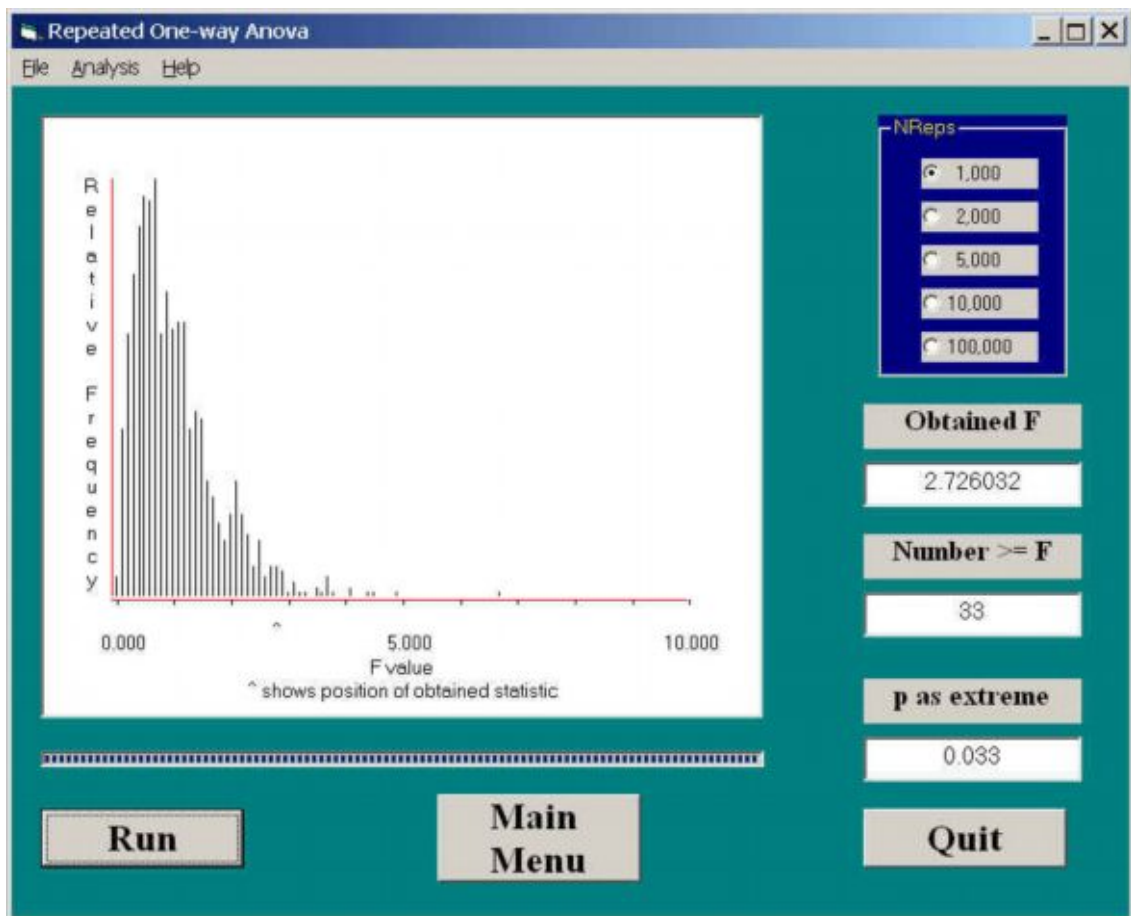 Repeated One-way Anova
File Analysis Help
Relative Frequency
0.000 5.000 10.000
F value
^ shows position of obtained statistic
NReps
1,000
2,000
5,000
10,000
100,000
Obtained F
2.726032
Number >= F
33
p as extreme
0.033
Run
Main
Menu
Quit